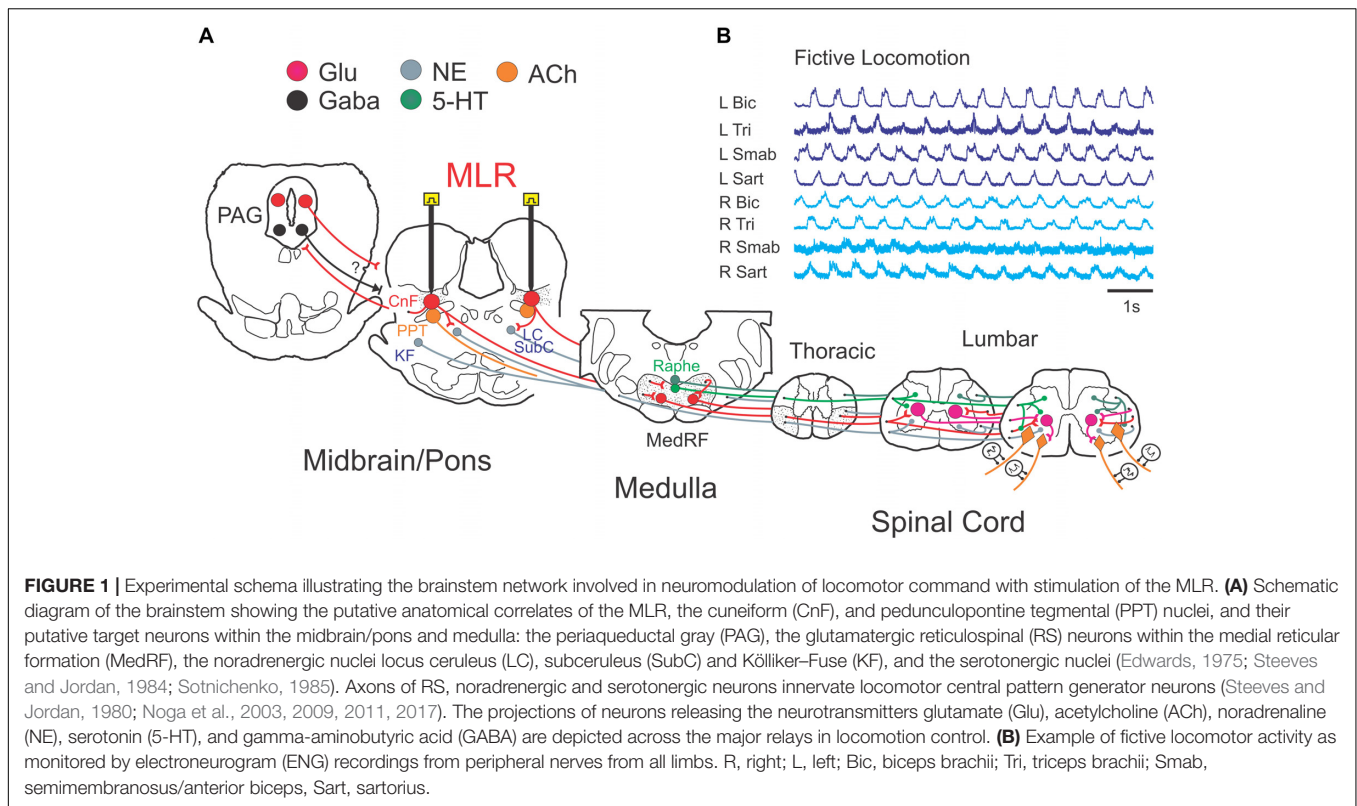 A
Glu
NE
ACh
Gaba
5-HT
MLR
PAG
?
CnF
PPT
KF
LC
SubC
Midbrain/Pons
Raphe
?
MedRF
Medulla
Thoracic
Lumbar
Spinal Cord
B
Fictive Locomotion
L Bic
L Tri
L Smab
L Sart
R Bic
R Tri
R Smab
R Sart
1s
FIGURE 1 | Experimental schema illustrating the brainstem network involved in neuromodulation of locomotor command with stimulation of the MLR. (A) Schematic
diagram of the brainstem showing the putative anatomical correlates of the MLR, the cuneiform (CnF), and pedunculopontine tegmental (PPT) nuclei, and their
putative target neurons within the midbrain/pons and medulla: the periaqueductal gray (PAG), the glutamatergic reticulospinal (RS) neurons within the medial reticular
formation (MedRF), the noradrenergic nuclei locus ceruleus (LC), subceruleus (SubC) and Kölliker–Fuse (KF), and the serotonergic nuclei (Edwards, 1975; Steeves
and Jordan, 1984; Sotnichenko, 1985). Axons of RS, noradrenergic and serotonergic neurons innervate locomotor central pattern generator neurons (Steeves and
Jordan, 1980; Noga et al., 2003, 2009, 2011, 2017). The projections of neurons releasing the neurotransmitters glutamate (Glu), acetylcholine (ACh), noradrenaline
(NE), serotonin (5-HT), and gamma-aminobutyric acid (GABA) are depicted across the major relays in locomotion control. (B) Example of fictive locomotor activity as
monitored by electroneurogram (ENG) recordings from peripheral nerves from all limbs. R, right; L, left; Bic, biceps brachii; Tri, triceps brachii; Smab,
semimembranosus/anterior biceps, Sart, sartorius.